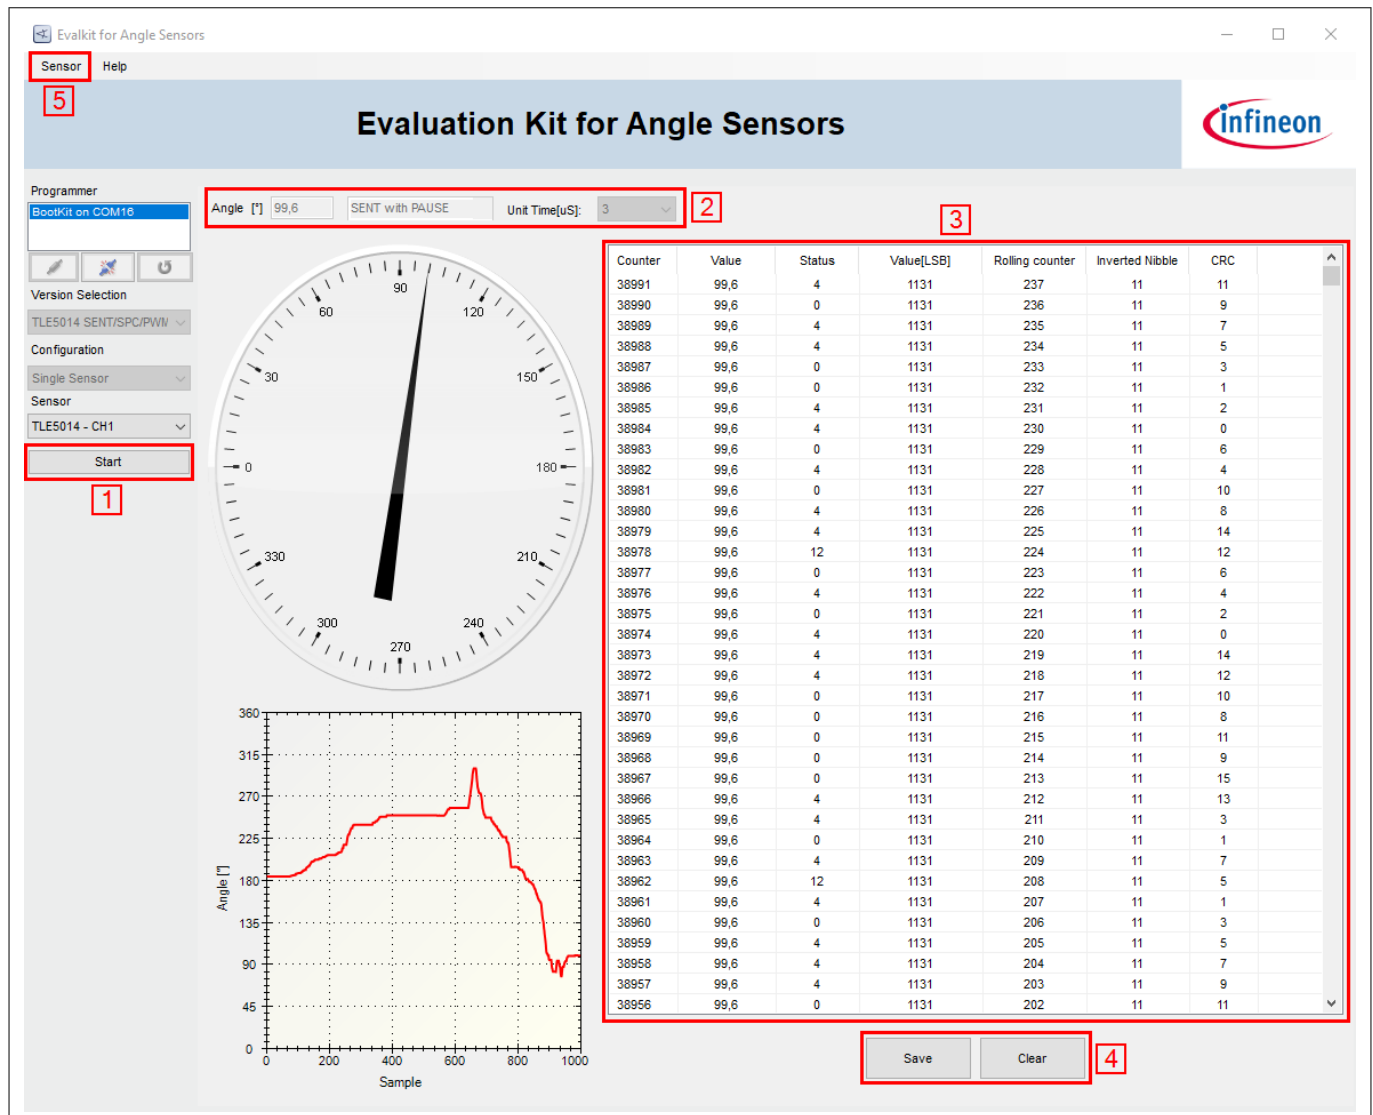 Evalkit for Angle Sensors
Sensor Help
5
Evaluation Kit for Angle Sensors
infineon
Programmer
BootKit on COM16
Version Selection
TLE5014 SENT/SPC/PWM
Configuration
Single Sensor
Sensor
TLE5014 - CH1
Start
1
Angle [°] 99,6 SENT with PAUSE Unit Time[uS]: 3
2
3
0
30
60
90
120
150
180
210
240
270
300
330
Counter Value Status Value[LSB] Rolling counter Inverted Nibble CRC
38991 99,6 4 1131 237 11 11
38990 99,6 0 1131 236 11 9
38989 99,6 4 1131 235 11 7
38988 99,6 4 1131 234 11 5
38987 99,6 0 1131 233 11 3
38986 99,6 0 1131 232 11 1
38985 99,6 4 1131 231 11 2
38984 99,6 4 1131 230 11 0
38983 99,6 0 1131 229 11 6
38982 99,6 4 1131 228 11 4
38981 99,6 0 1131 227 11 10
38980 99,6 4 1131 226 11 8
38979 99,6 4 1131 225 11 14
38978 99,6 12 1131 224 11 12
38977 99,6 0 1131 223 11 6
38976 99,6 4 1131 222 11 4
38975 99,6 0 1131 221 11 2
38974 99,6 4 1131 220 11 0
38973 99,6 4 1131 219 11 14
38972 99,6 4 1131 218 11 12
38971 99,6 0 1131 217 11 10
38970 99,6 0 1131 216 11 8
38969 99,6 0 1131 215 11 11
38968 99,6 0 1131 214 11 9
38967 99,6 0 1131 213 11 15
38966 99,6 4 1131 212 11 13
38965 99,6 4 1131 211 11 3
38964 99,6 0 1131 210 11 1
38963 99,6 4 1131 209 11 7
38962 99,6 12 1131 208 11 5
38961 99,6 4 1131 207 11 1
38960 99,6 0 1131 206 11 3
38959 99,6 4 1131 205 11 5
38958 99,6 4 1131 204 11 7
38957 99,6 4 1131 203 11 9
38956 99,6 0 1131 202 11 11
360
315
270
225
180
135
90
45
0
Angle [°]
0 200 400 600 800 1000
Sample
Save Clear
4